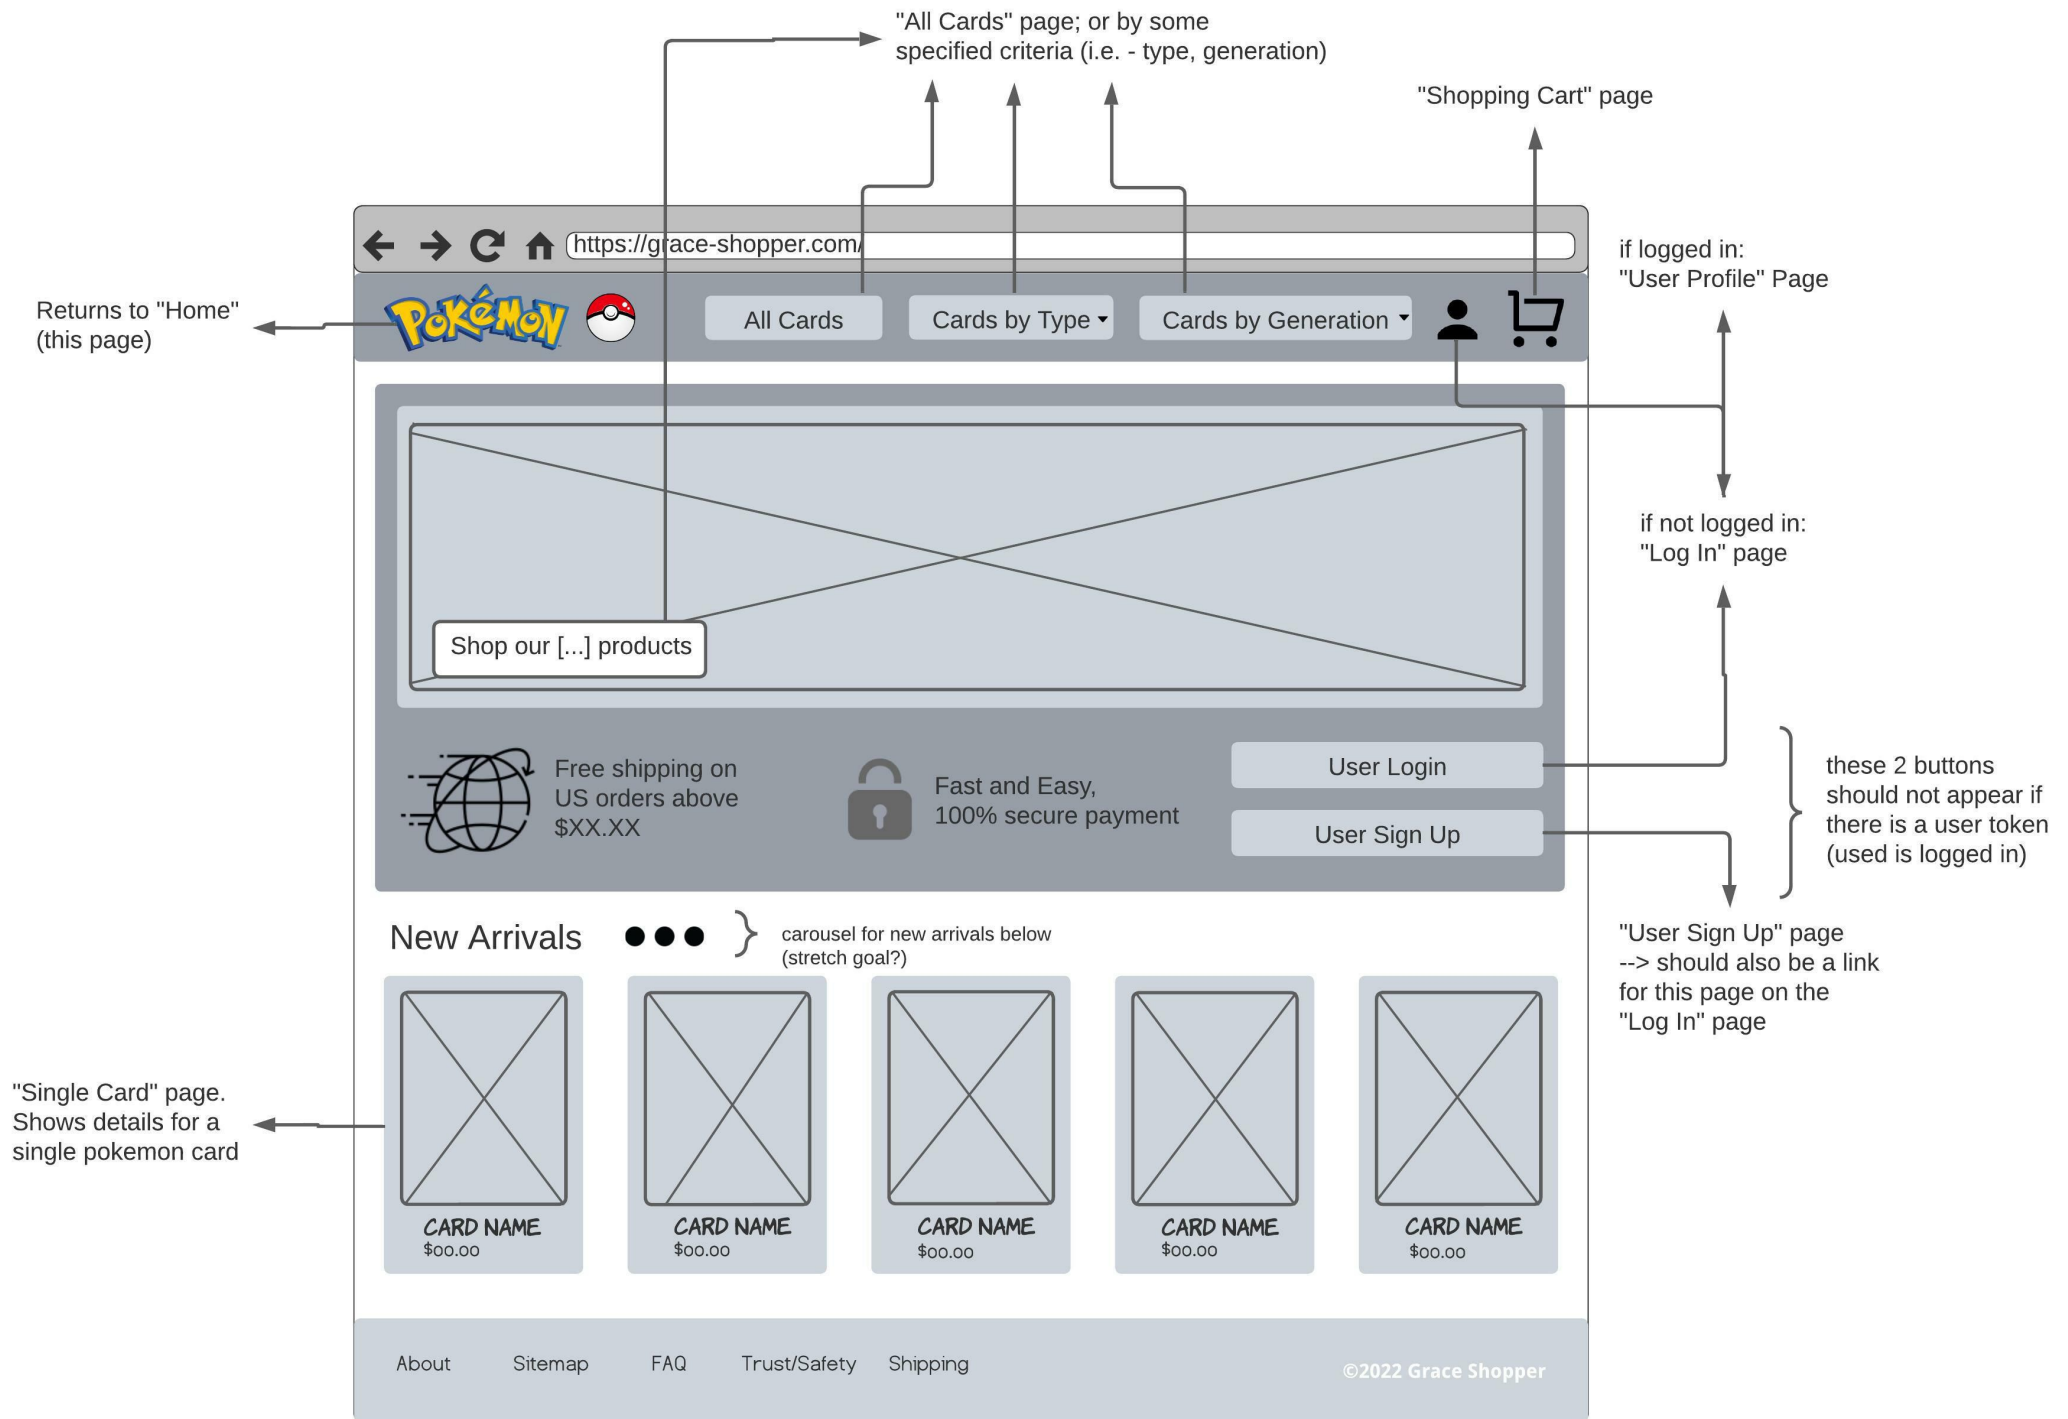 "All Cards" page; or by some
specified criteria (i.e. - type, generation)
"Shopping Cart" page
https://grace-shopper.com/
if logged in:
"User Profile" Page
Returns to "Home"
(this page)
POKéMON
All Cards
Cards by Type
Cards by Generation
if not logged in:
"Log In" page
Shop our [...] products
Free shipping on
US orders above
$XX.XX
Fast and Easy,
100% secure payment
User Login
User Sign Up
these 2 buttons
should not appear if
there is a user token
(used is logged in)
"User Sign Up" page
--> should also be a link
for this page on the
"Log In" page
New Arrivals
carousel for new arrivals below
(stretch goal?)
"Single Card" page.
Shows details for a
single pokemon card
CARD NAME
$00.00
CARD NAME
$00.00
CARD NAME
$00.00
CARD NAME
$00.00
CARD NAME
$00.00
About
Sitemap
FAQ
Trust/Safety
Shipping
©2022 Grace Shopper